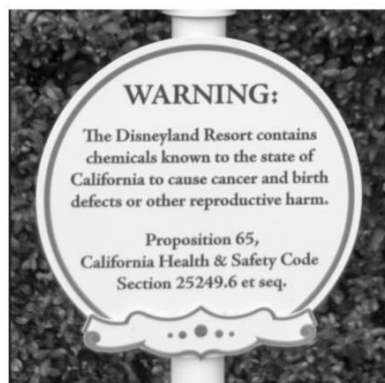 WARNING:
The Disneyland Resort contains
chemicals known to the state of
California to cause cancer and birth
defects or other reproductive harm.
Proposition 65,
California Health & Safety Code
Section 25249.6 et seq.